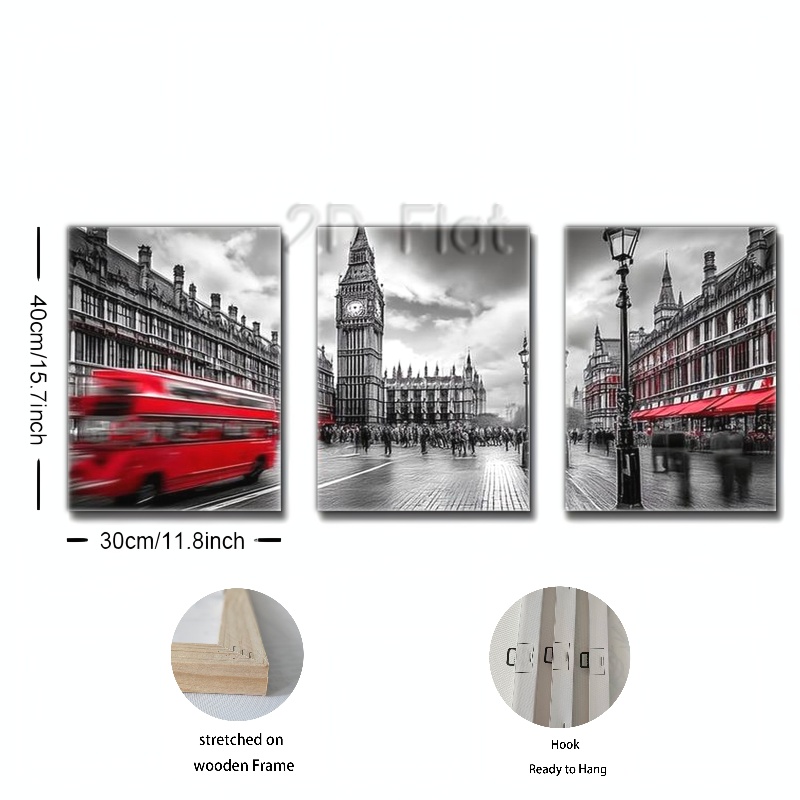 2D Flat
40cm/15.7inch
30cm/11.8inch
stretched on
wooden Frame
Hook
Ready to Hang